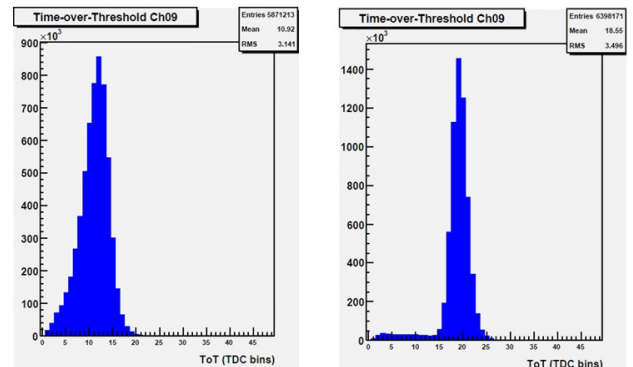 Time-over-Threshold Ch09
Entries 5871213
Mean 10.92
RMS 3.141
×10³
900
800
700
600
500
400
300
200
100
0
0 5 10 15 20 25 30 35 40 45
ToT (TDC bins)
Time-over-Threshold Ch09
Entries 6398171
Mean 18.55
RMS 3.496
×10³
1400
1200
1000
800
600
400
200
0
0 5 10 15 20 25 30 35 40 45
ToT (TDC bins)